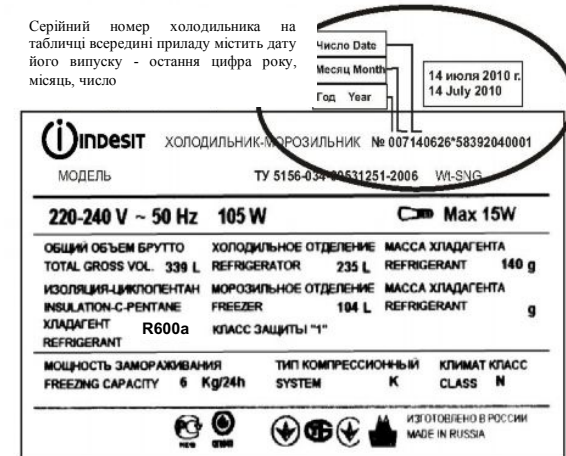 Серійний номер холодильника на
табличці всередині приладу містить дату
його випуску - остання цифра року,
місяць, число
Число Date
Месяц Month
Год Year
14 июля 2010 г.
14 July 2010
indesit ХОЛОДИЛЬНИК-МОРОЗИЛЬНИК № 007140626*58392040001
МОДЕЛЬ ТУ 5156-034-00531251-2006 Wt-SNG
220-240 V ~ 50 Hz 105 W Max 15W
ОБЩИЙ ОБЪЕМ БРУТТО ХОЛОДИЛЬНОЕ ОТДЕЛЕНИЕ МАССА ХЛАДАГЕНТА
TOTAL GROSS VOL. 339 L REFRIGERATOR 235 L REFRIGERANT 140 g
ИЗОЛЯЦИЯ-ЦИКЛОПЕНТАН МОРОЗИЛЬНОЕ ОТДЕЛЕНИЕ МАССА ХЛАДАГЕНТА
INSULATION-C-PENTANE FREEZER 104 L REFRIGERANT g
ХЛАДАГЕНТ R600a КЛАСС ЗАЩИТЫ "1"
REFRIGERANT
МОЩНОСТЬ ЗАМОРАЖИВАНИЯ ТИП КОМПРЕССИОННЫЙ КЛИМАТ КЛАСС
FREEZING CAPACITY 6 Kg/24h SYSTEM K CLASS N
ИЗГОТОВЛЕНО В РОССИИ
MADE IN RUSSIA